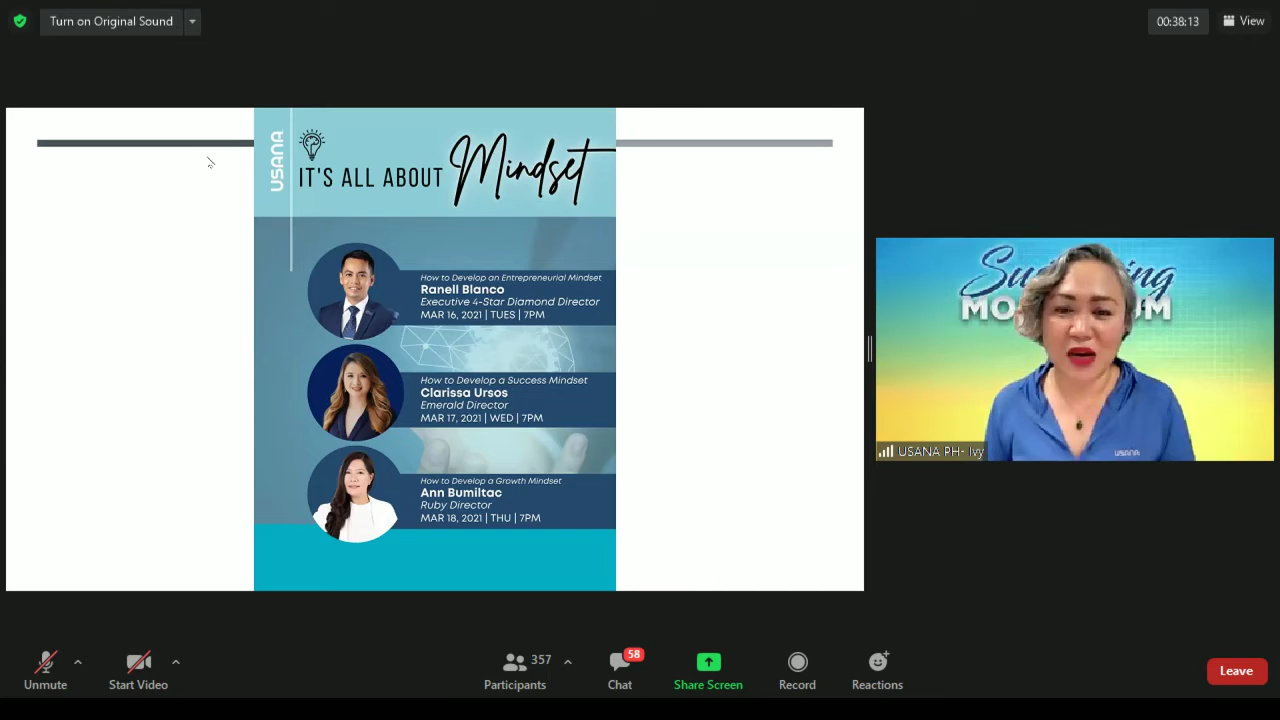 Turn on Original Sound
00:38:13
View
USANA
IT'S ALL ABOUT Mindset
How to Develop an Entrepreneurial Mindset
Ranell Blanco
Executive 4-Star Diamond Director
MAR 16, 2021 | TUES | 7PM
How to Develop a Success Mindset
Clarissa Ursos
Emerald Director
MAR 17, 2021 | WED | 7PM
How to Develop a Growth Mindset
Ann Bumiltac
Ruby Director
MAR 18, 2021 | THU | 7PM
USANA
USANA PH- Ivy
Unmute
Start Video
357
Participants
58
Chat
Share Screen
Record
Reactions
Leave